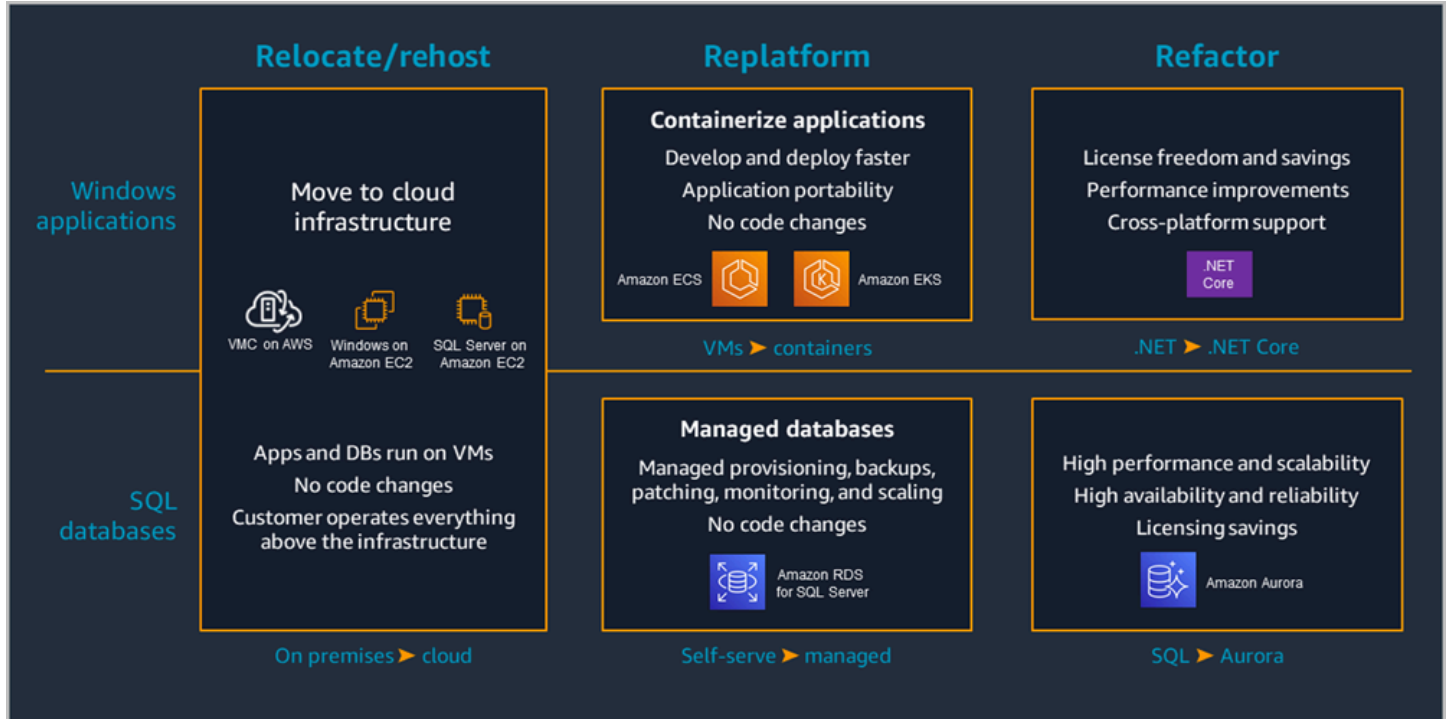 Relocate/rehost
Replatform
Refactor
Windows
applications
SQL
databases
Move to cloud
infrastructure
VMC on AWS
Windows on
Amazon EC2
SQL Server on
Amazon EC2
Apps and DBs run on VMs
No code changes
Customer operates everything
above the infrastructure
On premises ➤ cloud
Containerize applications
Develop and deploy faster
Application portability
No code changes
Amazon ECS
K
Amazon EKS
VMs ➤ containers
Managed databases
Managed provisioning, backups,
patching, monitoring, and scaling
No code changes
Amazon RDS
for SQL Server
Self-serve ➤ managed
License freedom and savings
Performance improvements
Cross-platform support
.NET
Core
.NET ➤ .NET Core
High performance and scalability
High availability and reliability
Licensing savings
Amazon Aurora
SQL ➤ Aurora